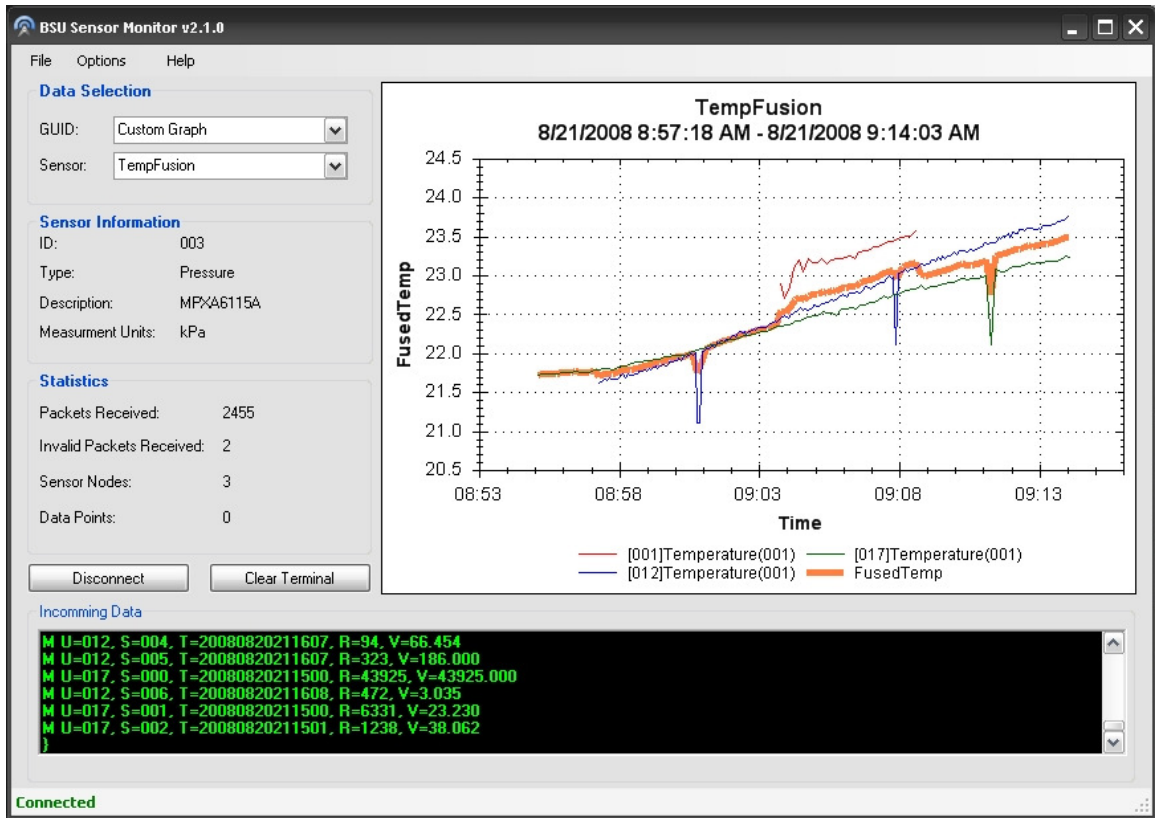 BSU Sensor Monitor v2.1.0
File Options Help
Data Selection
GUID: Custom Graph
Sensor: TempFusion
Sensor Information
ID: 003
Type: Pressure
Description: MPXA6115A
Measurment Units: kPa
Statistics
Packets Received: 2455
Invalid Packets Received: 2
Sensor Nodes: 3
Data Points: 0
Disconnect Clear Terminal
TempFusion
8/21/2008 8:57:18 AM - 8/21/2008 9:14:03 AM
24.5
24.0
23.5
23.0
22.5
22.0
21.5
21.0
20.5
FusedTemp
08:53 08:58 09:03 09:08 09:13
Time
[001]Temperature(001) [017]Temperature(001)
[012]Temperature(001) FusedTemp
Incomming Data
M U=012, S=004, T=20080820211607, R=94, V=66.454
M U=012, S=005, T=20080820211607, R=323, V=186.000
M U=017, S=000, T=20080820211500, R=43925, V=43925.000
M U=012, S=006, T=20080820211608, R=472, V=3.035
M U=017, S=001, T=20080820211500, R=6331, V=23.230
M U=017, S=002, T=20080820211501, R=1238, V=38.062
}
Connected